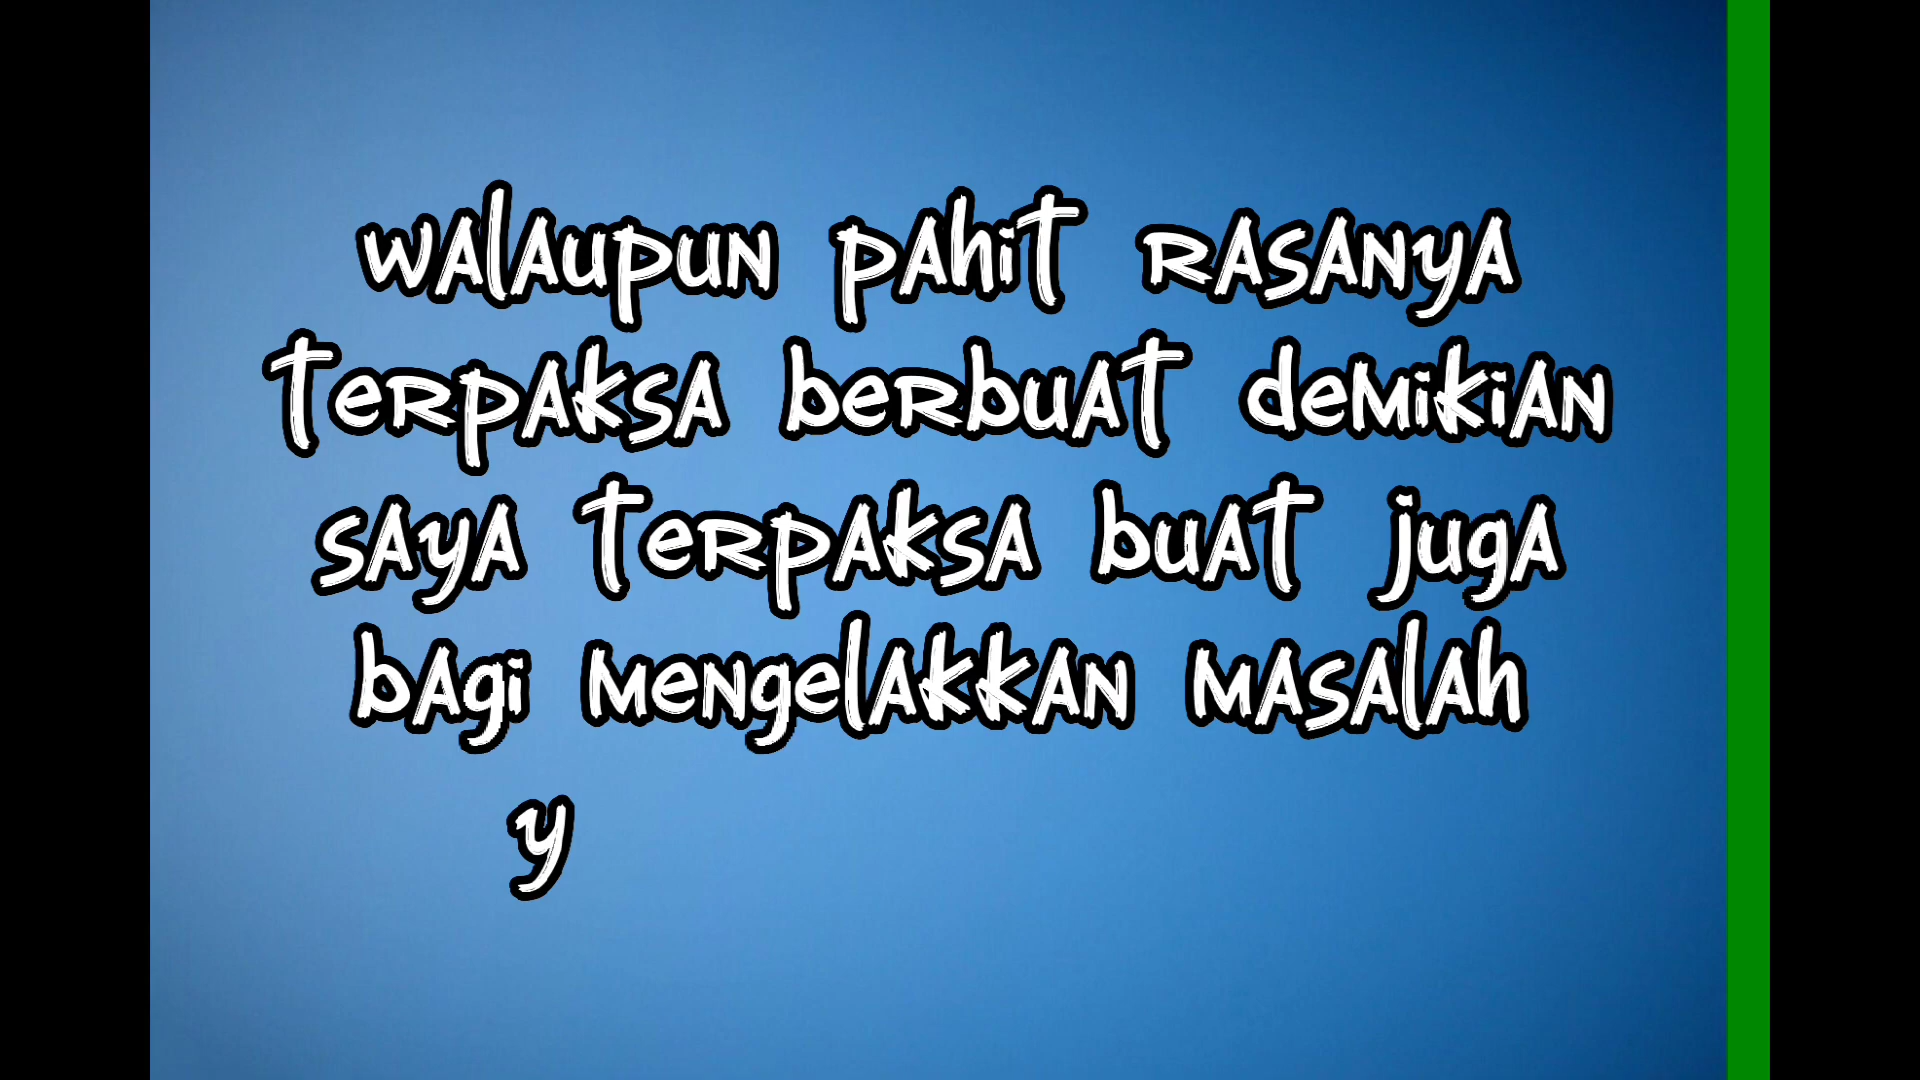 walaupun pahit rasanya
terpaksa berbuat demikian
saya terpaksa buat juga
bagi mengelakkan masalah
y